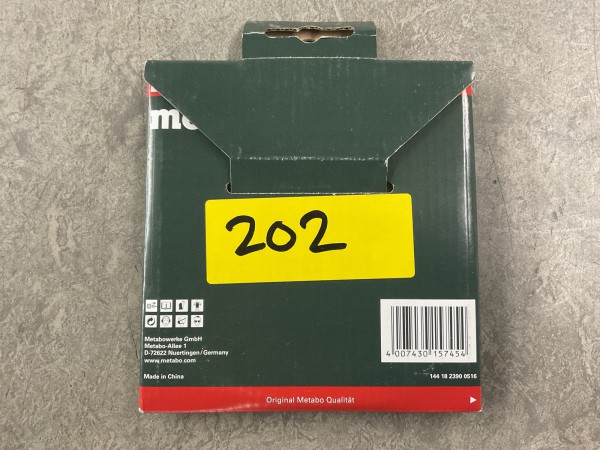 me
202
Metabowerke GmbH
Metabo-Allee 1
D-72622 Nuertingen/Germany
www.metabo.com
4 007430 157454
Made in China
144 18 2390 0516
Original Metabo Qualität